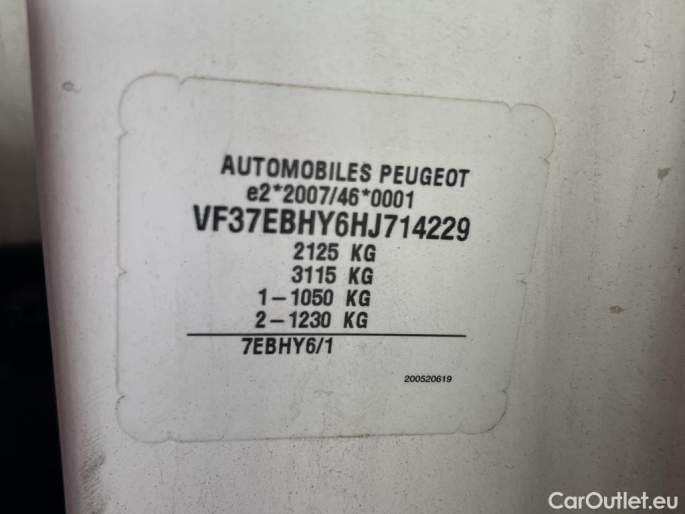 AUTOMOBILES PEUGEOT
e2*2007/46*0001
VF37EBHY6HJ714229
2125 KG
3115 KG
1-1050 KG
2-1230 KG
7EBHY6/1
200520619
CarOutlet.eu